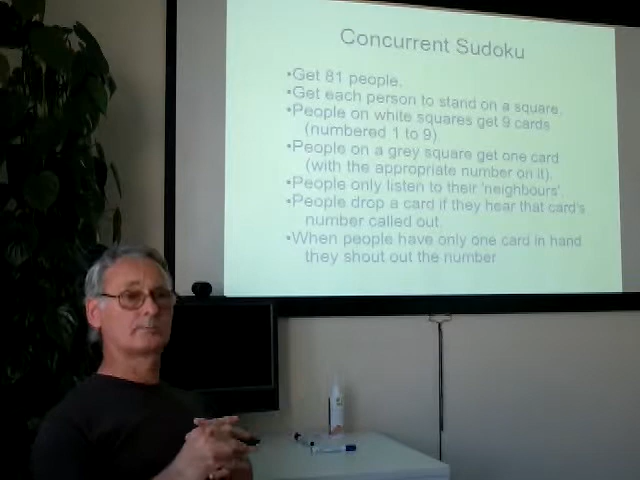 Concurrent Sudoku
•Get 81 people.
•Get each person to stand on a square.
•People on white squares get 9 cards
(numbered 1 to 9)
•People on a grey square get one card
(with the appropriate number on it).
•People only listen to their 'neighbours'.
•People drop a card if they hear that card's
number called out.
•When people have only one card in hand
they shout out the number